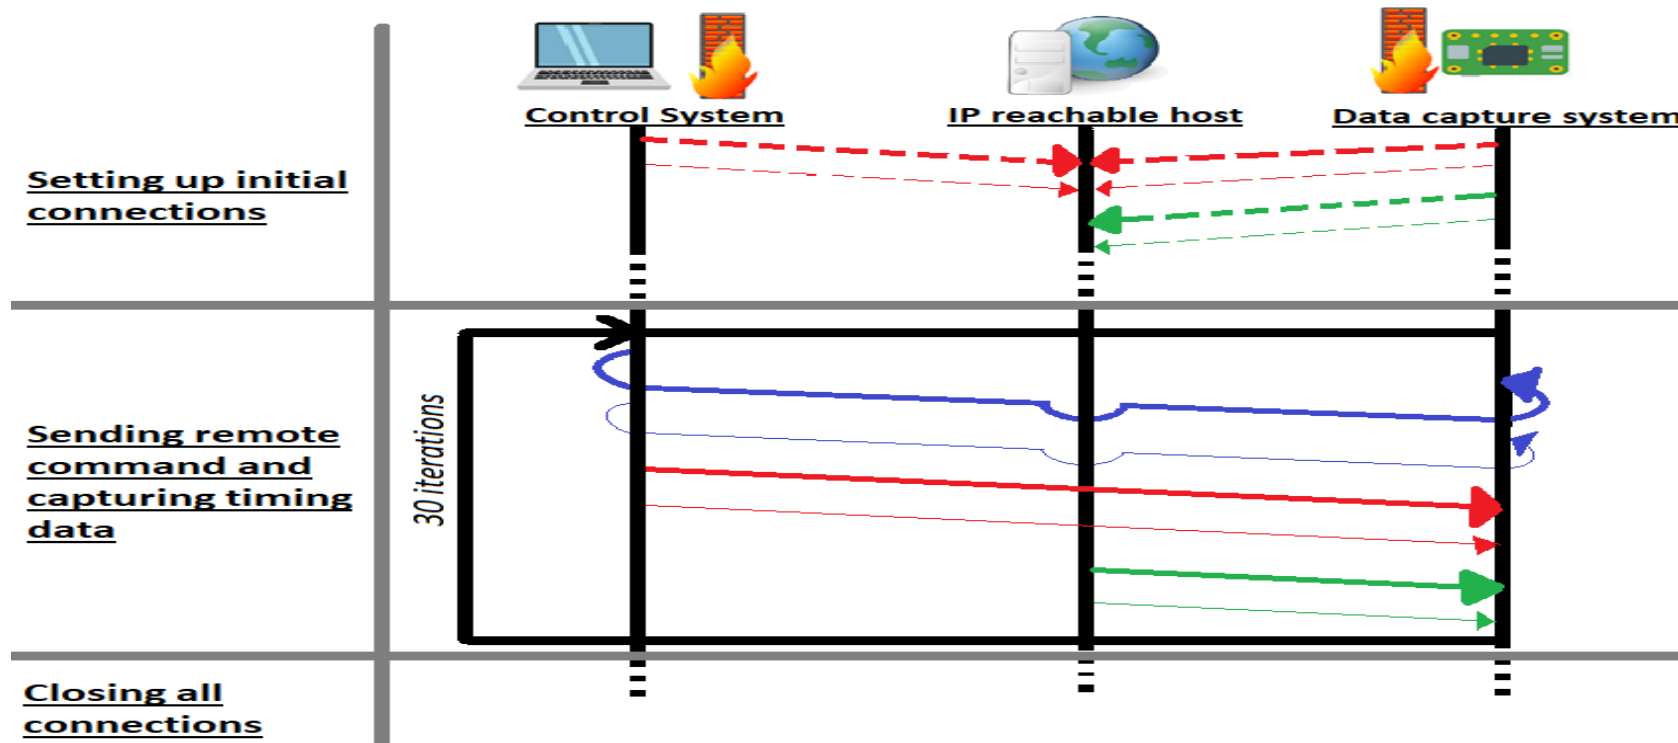 Control System
IP reachable host
Data capture system
Setting up initial
connections
30 iterations
Sending remote
command and
capturing timing
data
Closing all
connections